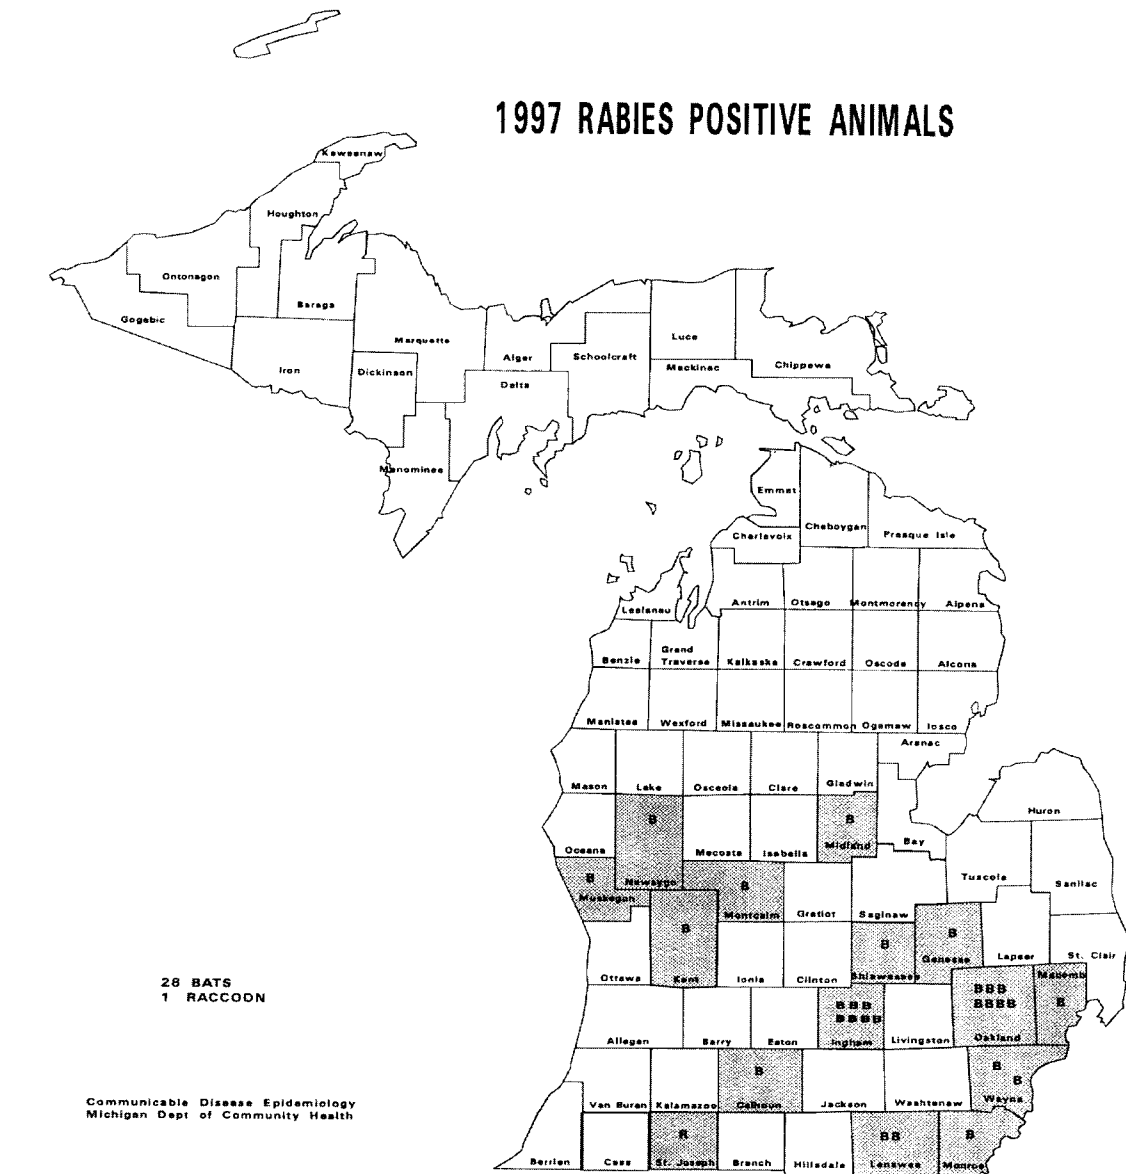 1997 RABIES POSITIVE ANIMALS
Keweenaw
Houghton
Ontonagon
Baraga
Gogebic
Marquette
Luce
Alger
Schoolcraft
Iron
Dickinson
Mackinac
Chippewa
Delta
Menominee
Emmet
Cheboygan
Charlevoix
Presque Isle
Leelanau
Antrim
Otsego
Montmorency
Alpena
Benzie
Grand
Traverse
Kalkaska
Crawford
Oscoda
Alcona
Manistee
Wexford
Missaukee
Roscommon
Ogemaw
Iosco
Arenac
Mason
Lake
Osceola
Clare
Gladwin
Huron
B
B
Oceana
Mecosta
Isabella
Midland
Bay
B
Newaygo
Muskegon
B
Montcalm
Gratiot
Saginaw
Tuscola
Sanilac
B
B
B
Genesee
Ottawa
Kent
Ionia
Clinton
Shiawassee
Lapeer
St. Clair
28 BATS
1 RACCOON
Macomb
B
BBB
BBBB
Oakland
BBB
BBBB
Ingham
Livingston
Allegan
Barry
Eaton
B
B
B
Wayne
Van Buren
Kalamazoo
Calhoun
Jackson
Washtenaw
Communicable Disease Epidemiology
Michigan Dept of Community Health
R
BB
B
Berrien
Cass
St. Joseph
Branch
Hillsdale
Lenawee
Monroe